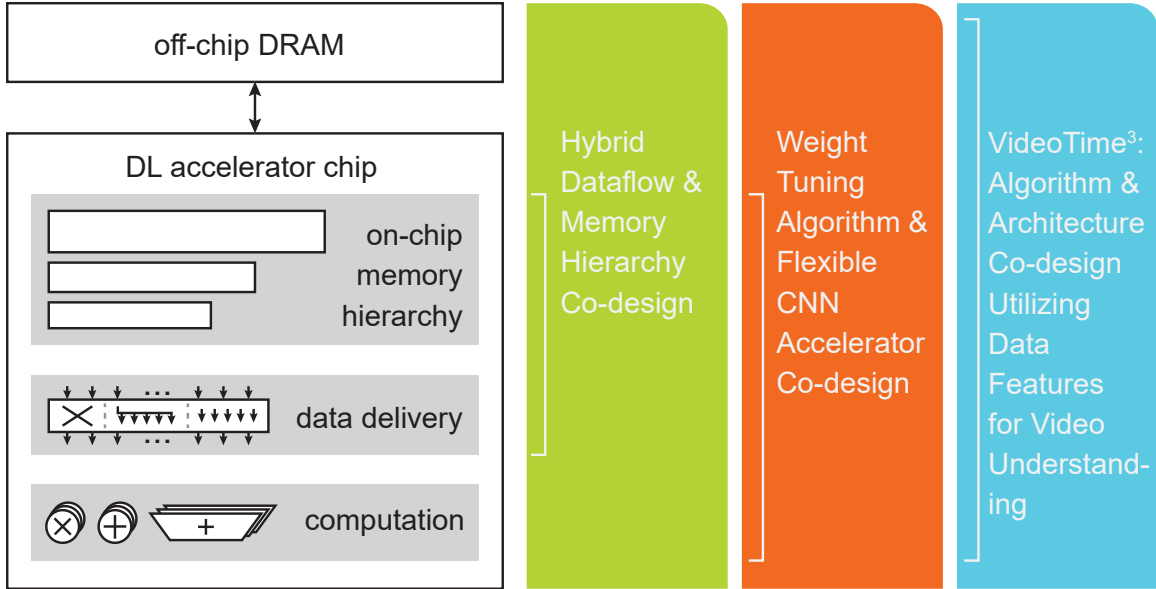 off-chip DRAM
DL accelerator chip
on-chip
memory
hierarchy
...
...
data delivery
computation
Hybrid
Dataflow &
Memory
Hierarchy
Co-design
Weight
Tuning
Algorithm &
Flexible
CNN
Accelerator
Co-design
VideoTime³:
Algorithm &
Architecture
Co-design
Utilizing
Data
Features
for Video
Understand-
ing